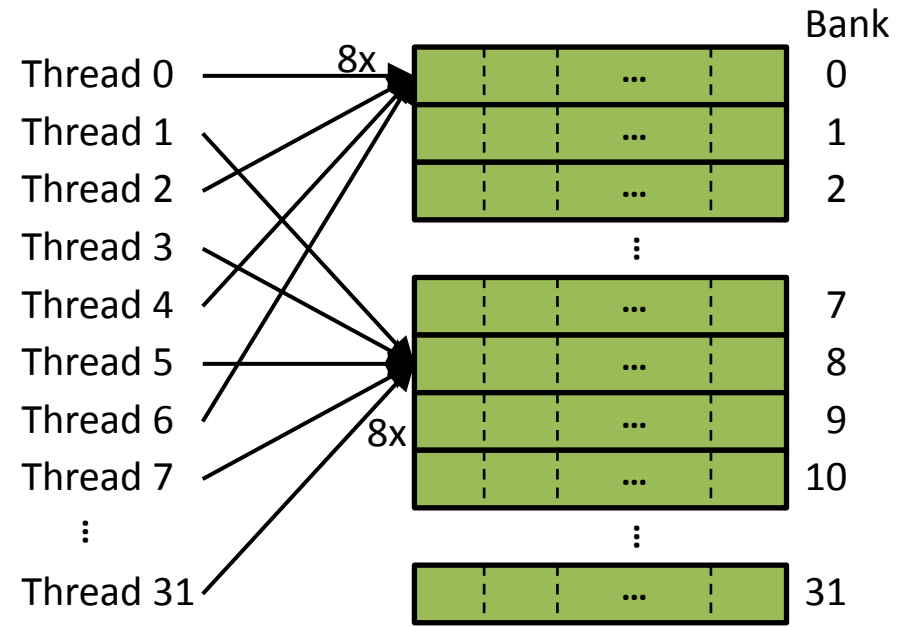 Bank
8x
Thread 0 ... 0
Thread 1 ... 1
Thread 2 ... 2
Thread 3 ...
Thread 4 ... 7
Thread 5 ... 8
Thread 6 ... 9
8x
Thread 7 ... 10
... ...
Thread 31 ... 31